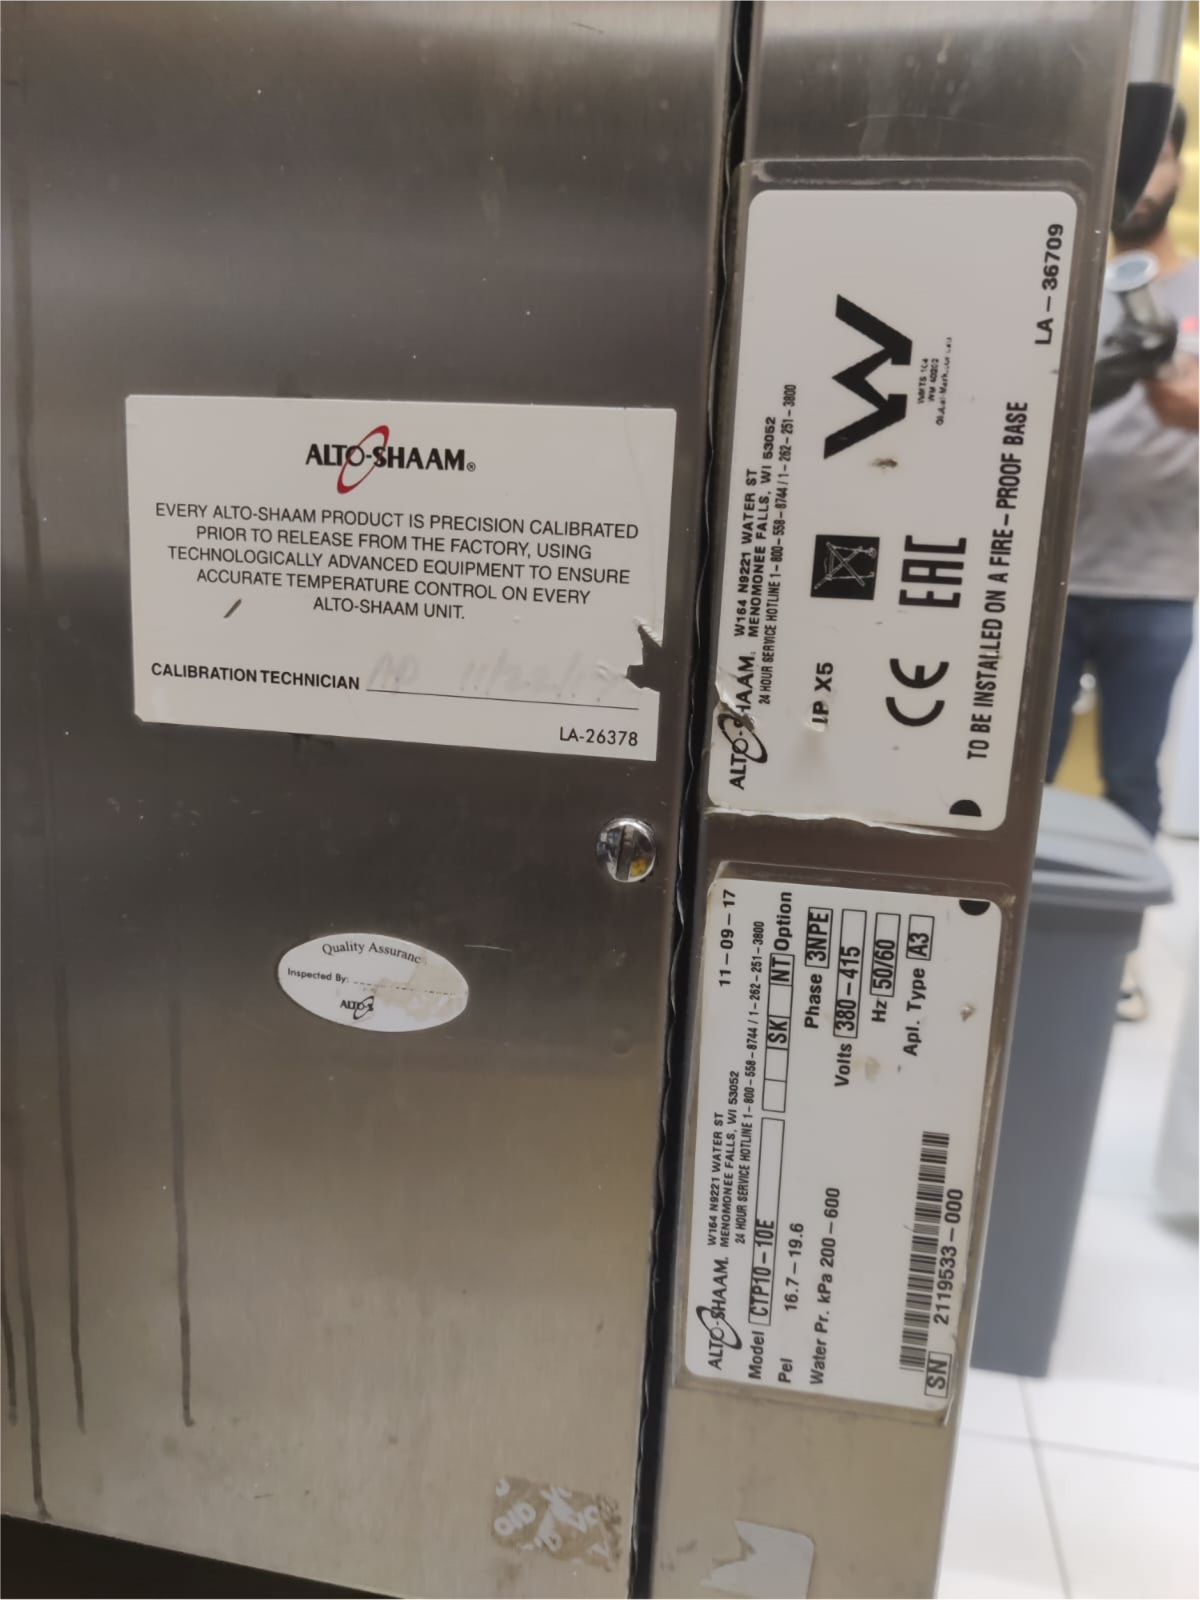 ALTO-SHAAM®
EVERY ALTO-SHAAM PRODUCT IS PRECISION CALIBRATED
PRIOR TO RELEASE FROM THE FACTORY, USING
TECHNOLOGICALLY ADVANCED EQUIPMENT TO ENSURE
ACCURATE TEMPERATURE CONTROL ON EVERY
ALTO-SHAAM UNIT.
CALIBRATION TECHNICIAN
LA-26378
Quality Assuranc
Inspected By:
ALTO-S
ALTO-SHAAM.
W164 N9221 WATER ST
MENOMONEE FALLS, WI 53052
24 HOUR SERVICE HOTLINE 1-800-558-8744 / 1-262-251-3800
IP X5
CE EAC
TO BE INSTALLED ON A FIRE-PROOF BASE
LA-36709
11-09-17
ALTO-SHAAM.
W164 N9221 WATER ST
MENOMONEE FALLS, WI 53052
24 HOUR SERVICE HOTLINE 1-800-558-8744 / 1-262-251-3800
Model CTP10-10E SK NT Option
Pel 16.7-19.6 Phase 3NPE
Water Pr. kPa 200-600 Volts 380-415
Hz 50/60
Apl. Type A3
SN 2119533-000